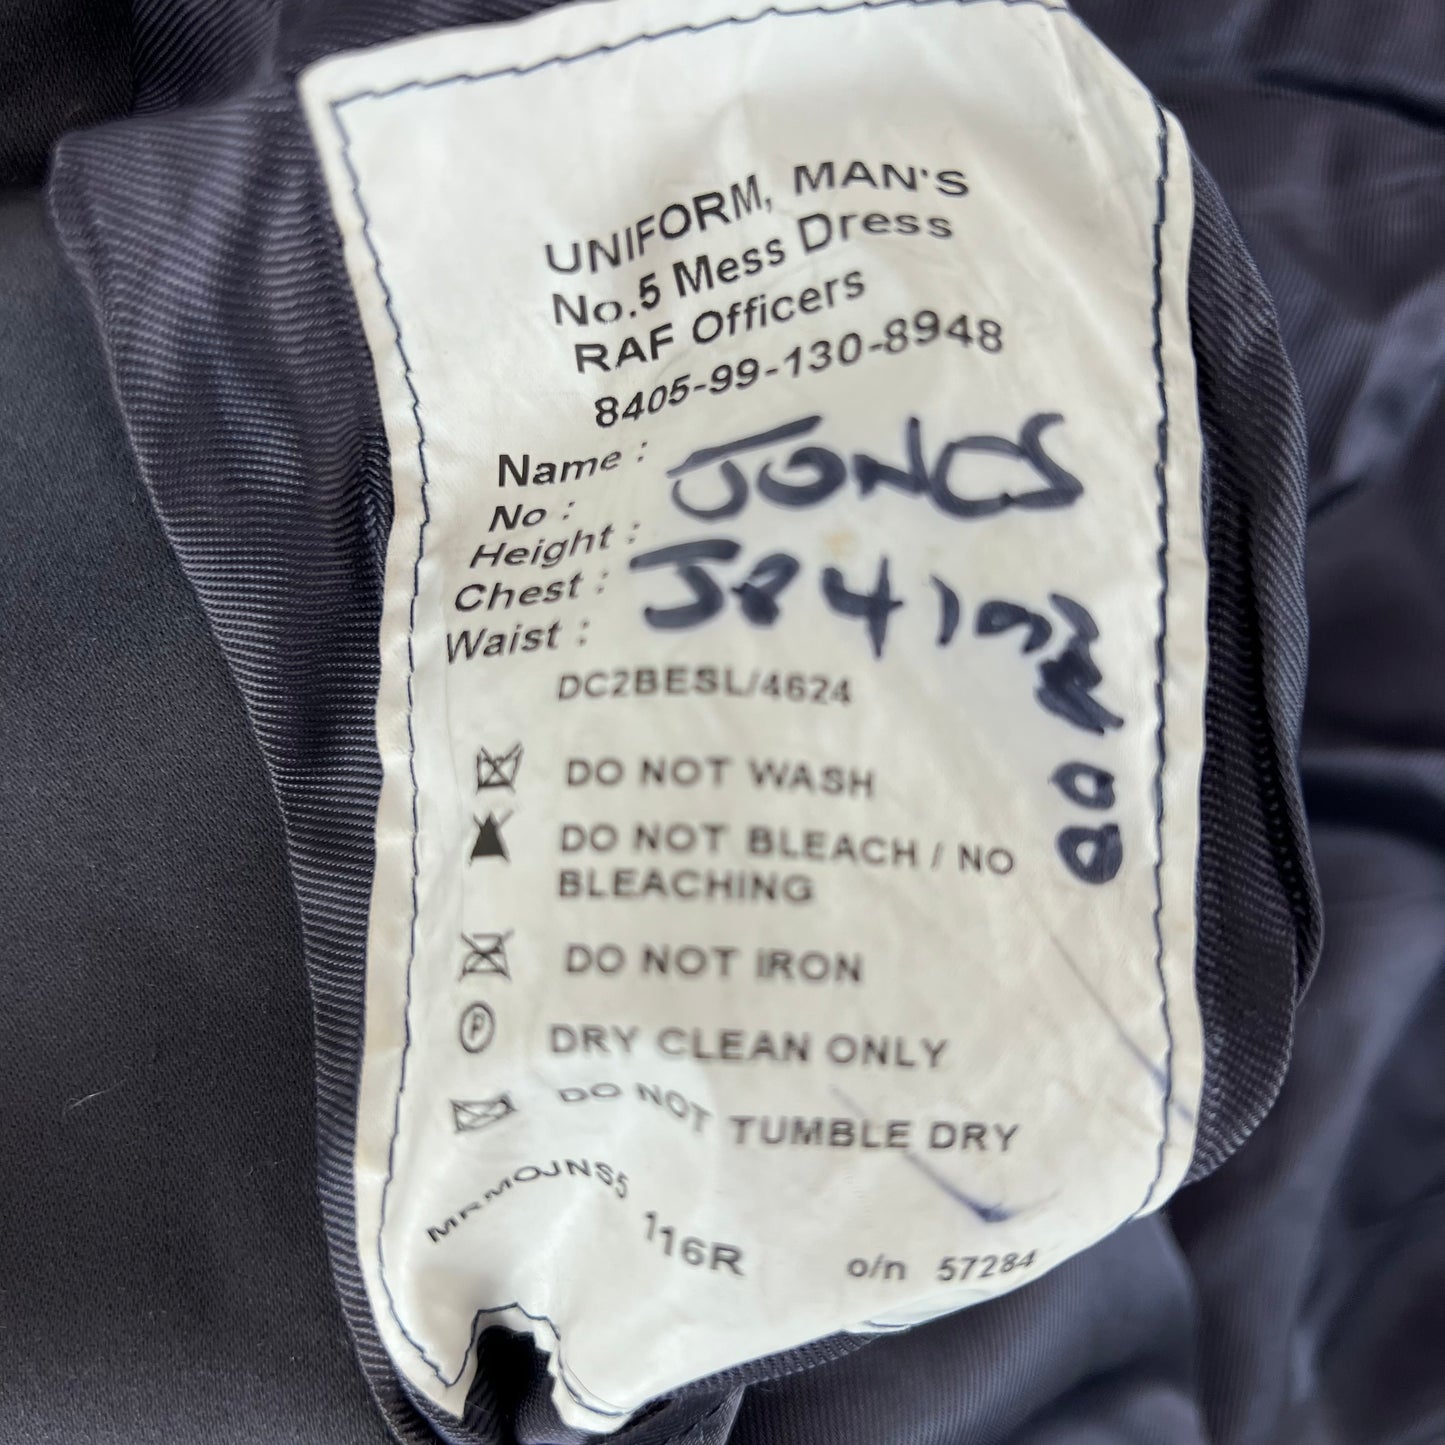 UNIFORM, MAN'S
No.5 Mess Dress
RAF Officers
8405-99-130-8948
Name : JONES
No :
Height :
Chest :
Waist :
DC2BESL/4624
DO NOT WASH
DO NOT BLEACH / NO
BLEACHING
DO NOT IRON
P DRY CLEAN ONLY
DO NOT TUMBLE DRY
MRMOJNS5 116R o/n 57284